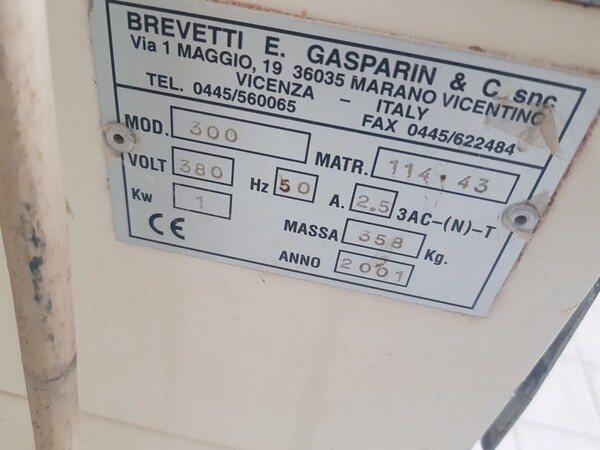 BREVETTI E. GASPARIN & C snc
Via 1 MAGGIO, 19 36035 MARANO VICENTINO
VICENZA - ITALY
TEL. 0445/560065 FAX 0445/622484
MOD. 300 MATR. 114.43
VOLT 380 Hz 50 A. 2.5 3AC-(N)-T
Kw 1 MASSA 358 Kg.
CE ANNO 2001